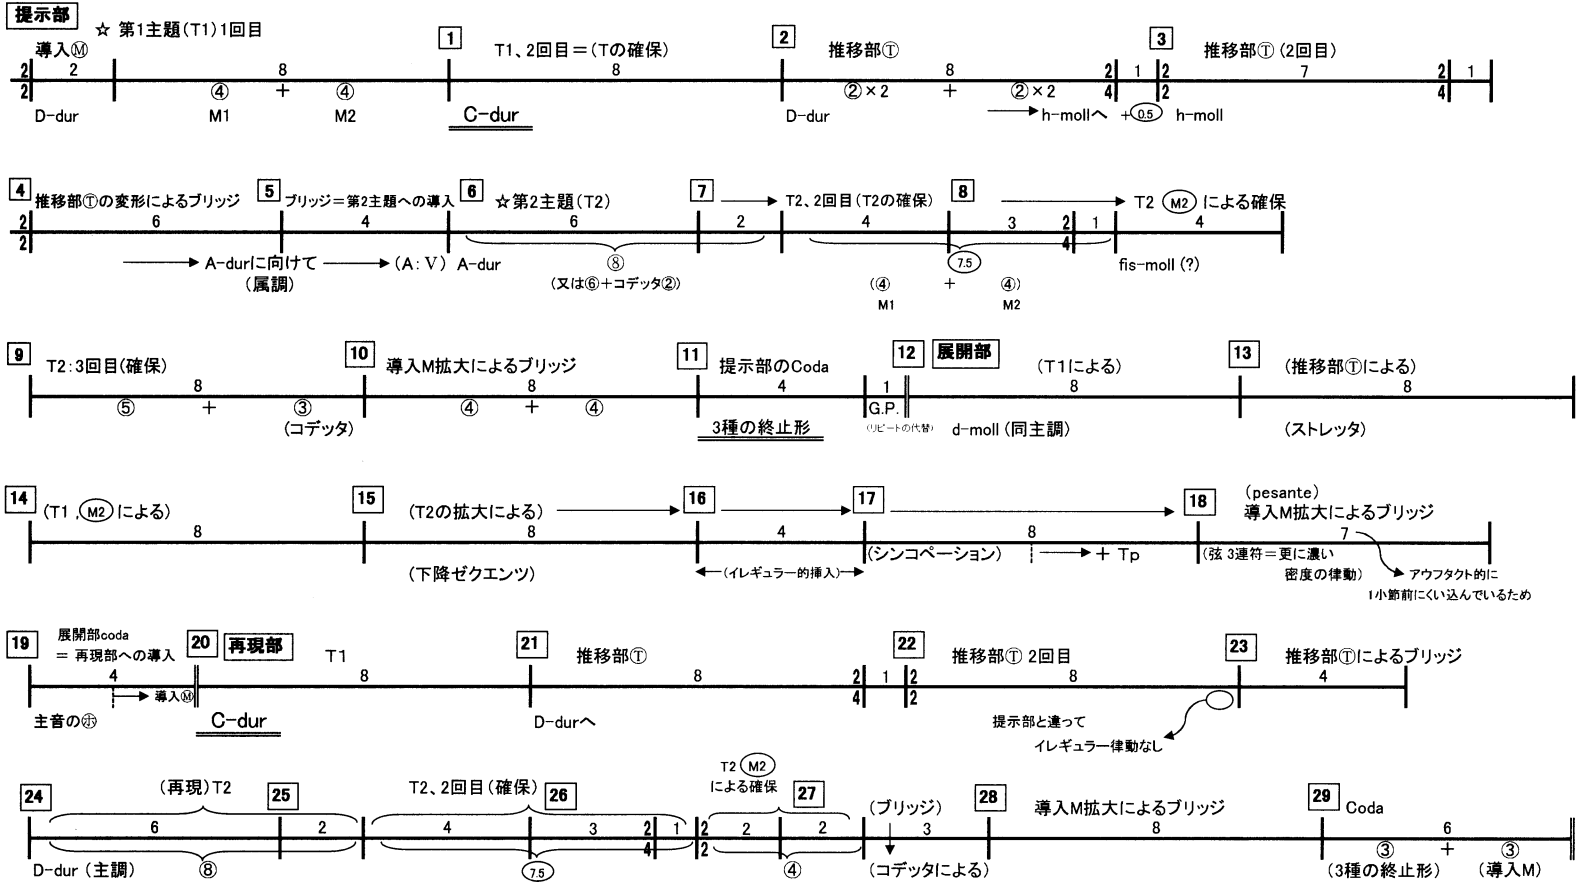 提示部
☆ 第1主題(T1)1回目
導入Ⓜ 1 T1、2回目＝(Tの確保) 2 推移部Ⓣ 3 推移部Ⓣ(2回目)
2/2 2 8 8 8 2/4 1 2/2 7 2/4 1
④ + ④ ②×2 + ②×2
D-dur M1 M2 C-dur D-dur → h-mollへ +0.5 h-moll
4 推移部Ⓣの変形によるブリッジ 5 ブリッジ＝第2主題への導入 6 ☆第2主題(T2) 7 → T2、2回目(T2の確保) 8 → T2 M2 による確保
2/2 6 4 6 2 4 3 2/4 1 4
→ A-durに向けて → (A：Ⅴ) A-dur ⑧ 7.5 fis-moll(?)
(属調) (又は⑥＋コデッタ②) (④ + ④)
M1 M2
9 T2：3回目(確保) 10 導入M拡大によるブリッジ 11 提示部のCoda 12 展開部 (T1による) 13 (推移部Ⓣによる)
8 8 4 1 8 8
⑤ + ③ ④ + ④ G.P.
(コデッタ) 3種の終止形 (リピートの代替) d-moll(同主調) (ストレッタ)
14 (T1 , M2 による) 15 (T2の拡大による) → 16 → 17 → 18 (pesante)
導入M拡大によるブリッジ
8 8 4 8 7
(シンコペーション) → + Tp (弦 3連符＝更に濃い
(下降ゼクエンツ) ←(イレギュラー的挿入)→ 密度の律動) アウフタクト的に
1小節前にくい込んでいるため
19 展開部coda 20 再現部 T1 21 推移部Ⓣ 22 推移部Ⓣ 2回目 23 推移部Ⓣによるブリッジ
＝ 再現部への導入
4 8 8 2/4 1 2/2 8 4
→ 導入Ⓜ
主音の㋭ C-dur D-durへ 提示部と違って
イレギュラー律動なし
24 (再現)T2 25 T2、2回目(確保) 26 T2 M2
による確保 27 (ブリッジ) 28 導入M拡大によるブリッジ 29 Coda
6 2 4 3 2/4 1 2/2 2 2 3 8 6
D-dur(主調) ⑧ 7.5 ④ (コデッタによる) ③ + ③
(3種の終止形) (導入M)